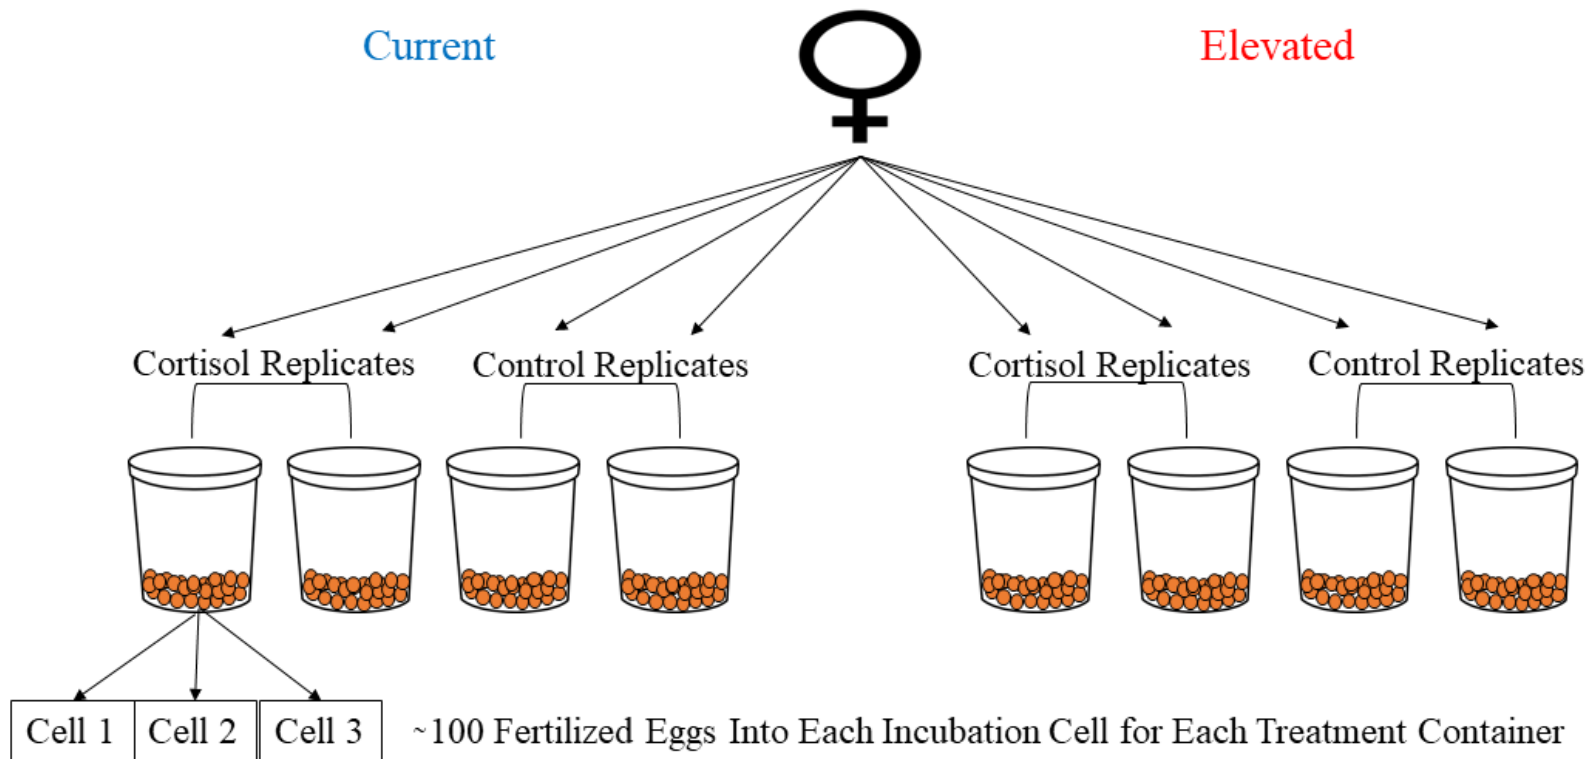 Current
Elevated
Cortisol Replicates
Control Replicates
Cortisol Replicates
Control Replicates
Cell 1
Cell 2
Cell 3
~100 Fertilized Eggs Into Each Incubation Cell for Each Treatment Container